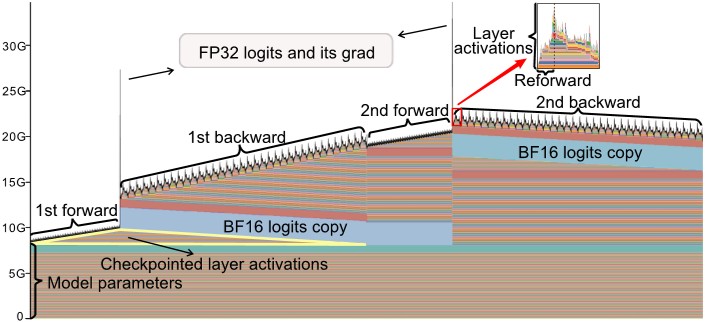 30G
25G
20G
15G
10G
5G
0
FP32 logits and its grad
Layer
activations
Reforward
1st forward
1st backward
2nd forward
2nd backward
BF16 logits copy
BF16 logits copy
Checkpointed layer activations
Model parameters